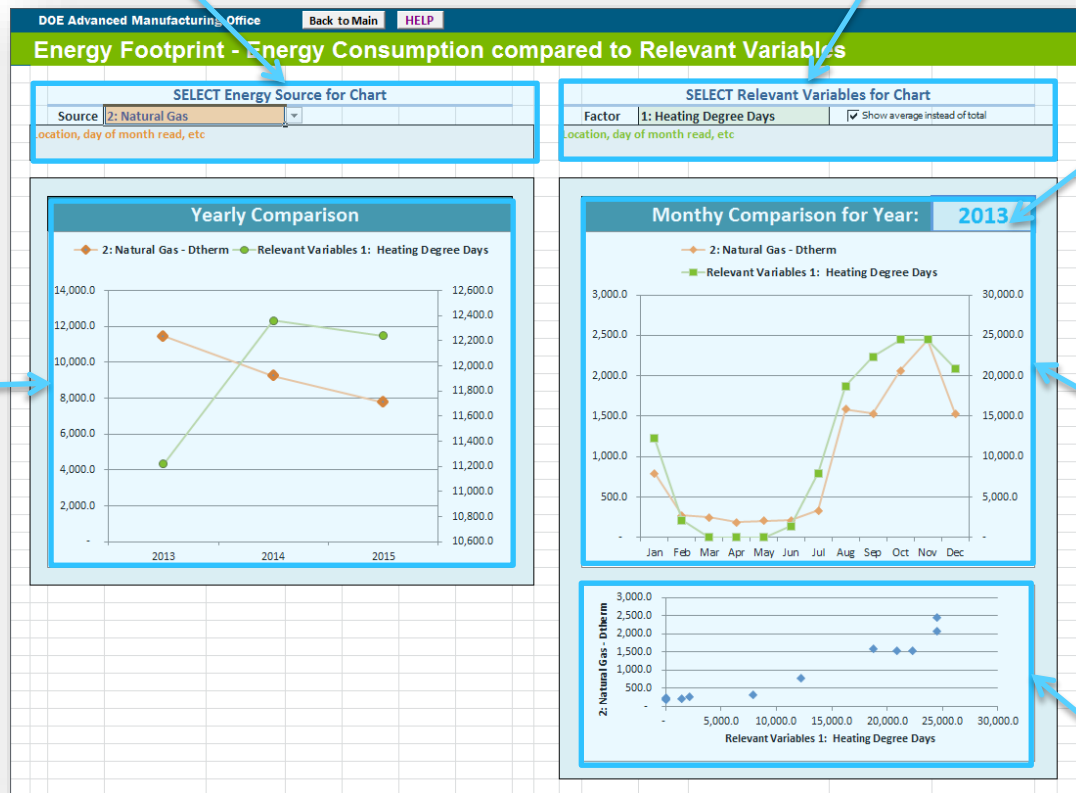 DOE Advanced Manufacturing Office Back to Main HELP
Energy Footprint - Energy Consumption compared to Relevant Variables
SELECT Energy Source for Chart
Source 2: Natural Gas
Location, day of month read, etc
SELECT Relevant Variables for Chart
Factor 1: Heating Degree Days Show average instead of total
Location, day of month read, etc
Yearly Comparison
2: Natural Gas - Dtherm Relevant Variables 1: Heating Degree Days
14,000.0
12,000.0
10,000.0
8,000.0
6,000.0
4,000.0
2,000.0
-
12,600.0
12,400.0
12,200.0
12,000.0
11,800.0
11,600.0
11,400.0
11,200.0
11,000.0
10,800.0
10,600.0
2013 2014 2015
Monthy Comparison for Year: 2013
2: Natural Gas - Dtherm
Relevant Variables 1: Heating Degree Days
3,000.0
2,500.0
2,000.0
1,500.0
1,000.0
500.0
-
30,000.0
25,000.0
20,000.0
15,000.0
10,000.0
5,000.0
-
Jan Feb Mar Apr May Jun Jul Aug Sep Oct Nov Dec
2: Natural Gas - Dtherm
3,000.0
2,500.0
2,000.0
1,500.0
1,000.0
500.0
-
- 5,000.0 10,000.0 15,000.0 20,000.0 25,000.0 30,000.0
Relevant Variables 1: Heating Degree Days